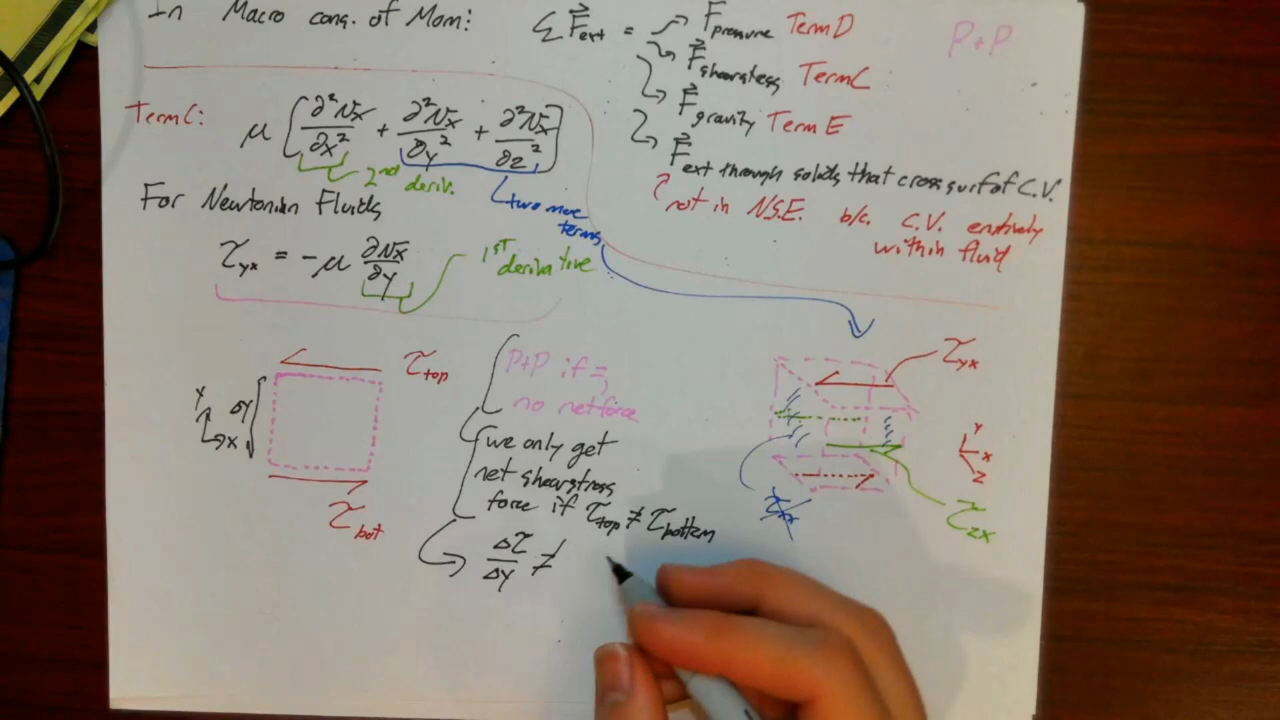 In Macro conq. of Mom:
Σ F⃗ext = F⃗pressure Term D
P+P
F⃗shearstress Term C
F⃗gravity Term E
F⃗ext through solids that cross surf of C.V.
not in N.S.E. b/c. C.V. entirely
within fluid
Term C: μ [∂²Vx/∂x² + ∂²Vx/∂y² + ∂²Vx/∂z²]
2nd deriv.
two more
terms
For Newtonian Fluids
τyx = -μ ∂Vx/∂y
1ST
derivative
τtop
Y
X
ΔY
τbot
P+P if =,
no net force
we only get
net shearstress
force if τtop ≠ τbottom
Δτ/ΔY ≠
τyx
Y
X
Z
τxx
τzx